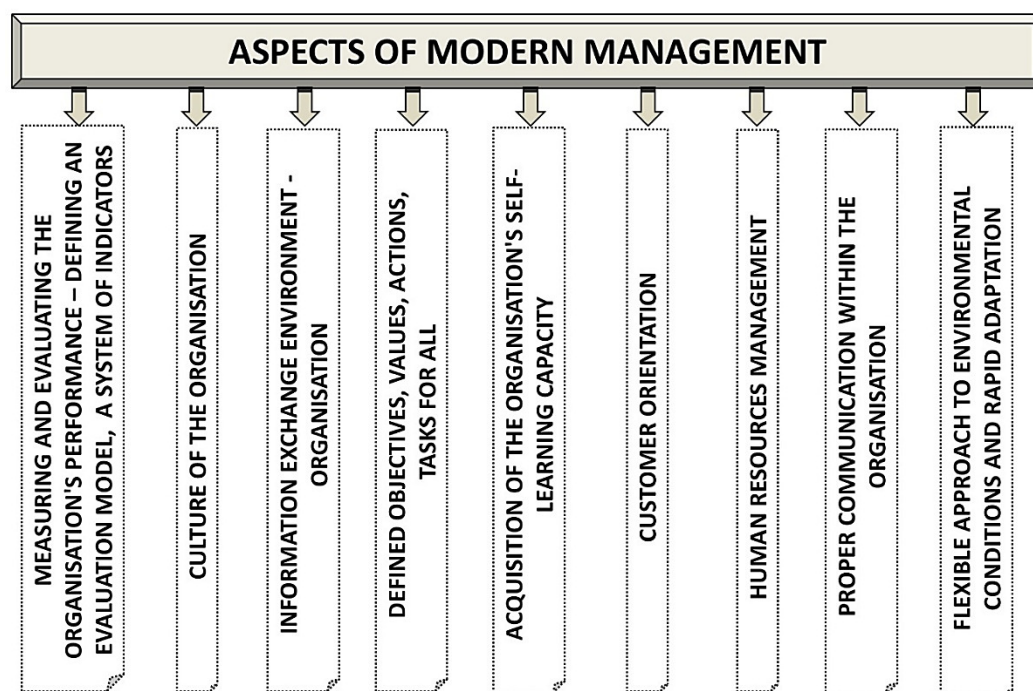 ASPECTS OF MODERN MANAGEMENT
MEASURING AND EVALUATING THE
ORGANISATION'S PERFORMANCE – DEFINING AN
EVALUATION MODEL, A SYSTEM OF INDICATORS
CULTURE OF THE ORGANISATION
INFORMATION EXCHANGE ENVIRONMENT -
ORGANISATION
DEFINED OBJECTIVES, VALUES, ACTIONS,
TASKS FOR ALL
ACQUISITION OF THE ORGANISATION'S SELF-
LEARNING CAPACITY
CUSTOMER ORIENTATION
HUMAN RESOURCES MANAGEMENT
PROPER COMMUNICATION WITHIN THE
ORGANISATION
FLEXIBLE APPROACH TO ENVIRONMENTAL
CONDITIONS AND RAPID ADAPTION